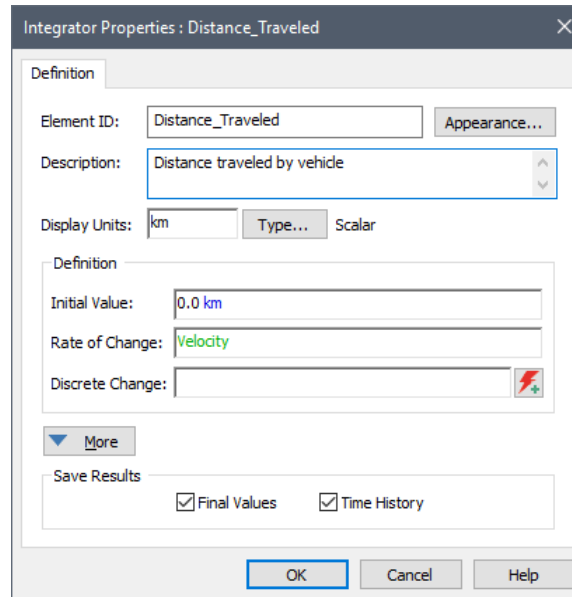 Integrator Properties : Distance_Traveled
Definition
Element ID: Distance_Traveled Appearance...
Description: Distance traveled by vehicle
Display Units: km Type... Scalar
Definition
Initial Value: 0.0 km
Rate of Change: Velocity
Discrete Change:
More
Save Results
Final Values Time History
OK Cancel Help